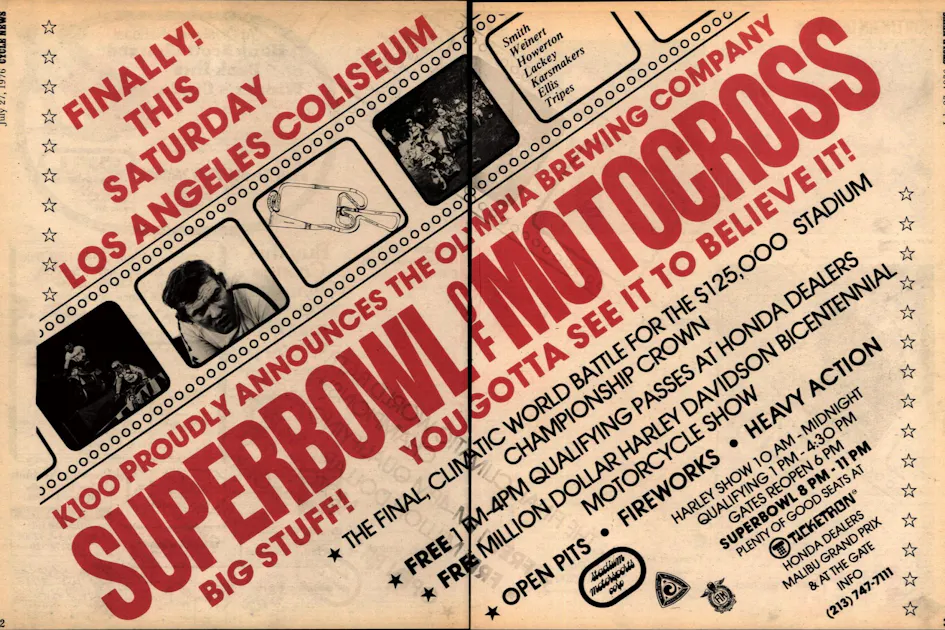 July 27, 1976 CYCLE NEWS
FINALLY!
THIS
SATURDAY
LOS ANGELES COLISEUM
Smith
Weinert
Howerton
Lackey
Karsmakers
Ellis
Tripes
K100 PROUDLY ANNOUNCES THE OLYMPIA BREWING COMPANY
SUPERBOWL OF MOTOCROSS
BIG STUFF! YOU GOTTA SEE IT TO BELIEVE IT!
THE FINAL, CLIMATIC WORLD BATTLE FOR THE $125,000 STADIUM
CHAMPIONSHIP CROWN
FREE 1 PM-4PM QUALIFYING PASSES AT HONDA DEALERS
FREE MILLION DOLLAR HARLEY DAVIDSON BICENTENNIAL
MOTORCYCLE SHOW
OPEN PITS • FIREWORKS • HEAVY ACTION
HARLEY SHOW 10 AM - MIDNIGHT
QUALIFYING 1 PM - 4:30 PM
GATES REOPEN 6 PM
SUPERBOWL 8 PM - 11 PM
PLENTY OF GOOD SEATS AT
TICKETRON
HONDA DEALERS
MALIBU GRAND PRIX
& AT THE GATE
INFO
(213) 747-7111
stadium
motorsports
corp
2